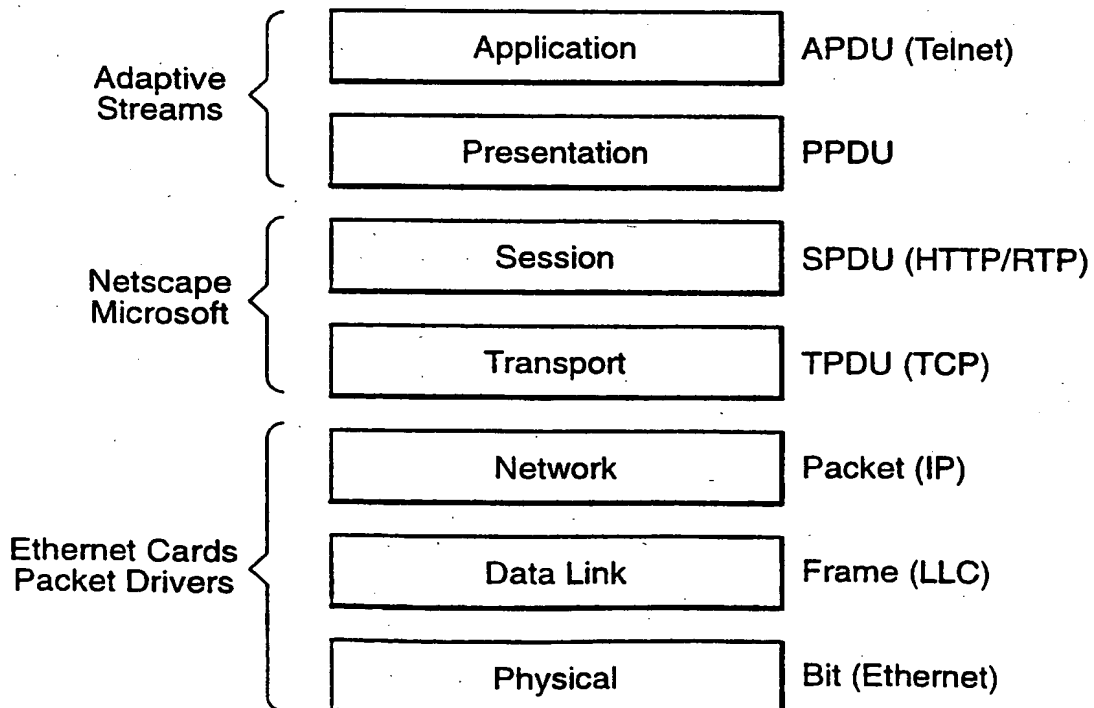 Adaptive
Streams
Application
APDU (Telnet)
Presentation
PPDU
Netscape
Microsoft
Session
SPDU (HTTP/RTP)
Transport
TPDU (TCP)
Ethernet Cards
Packet Drivers
Network
Packet (IP)
Data Link
Frame (LLC)
Physical
Bit (Ethernet)